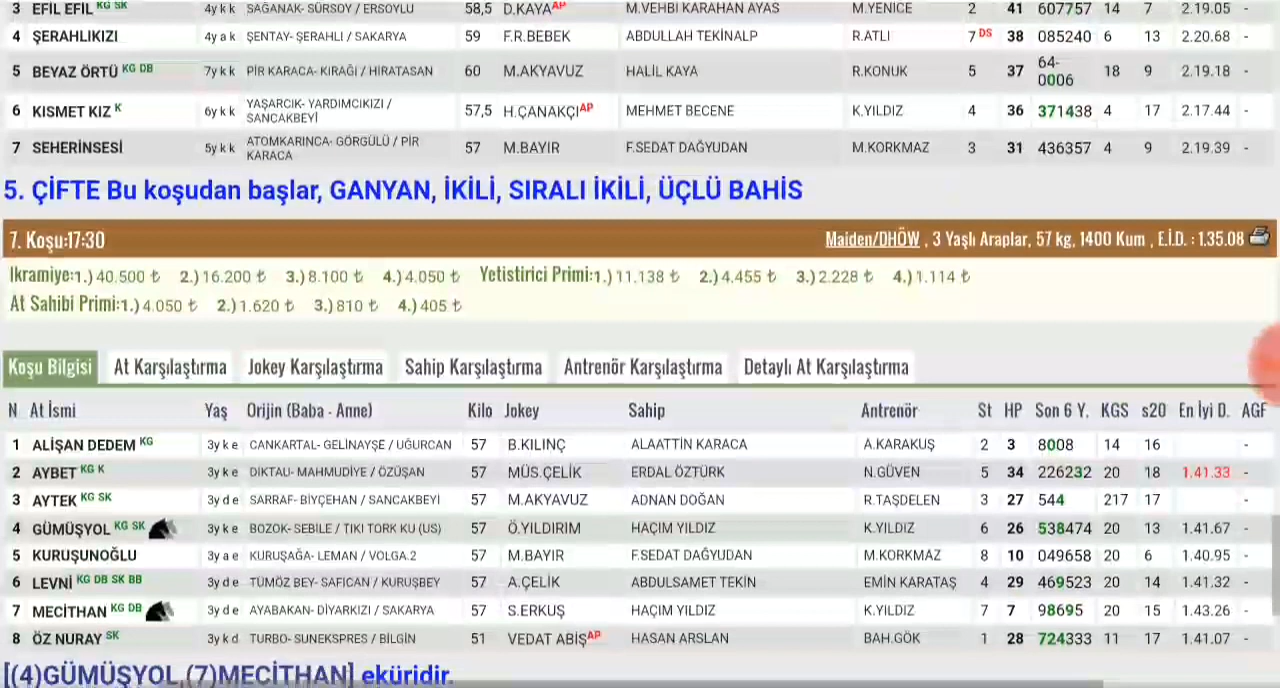 3 EFİL EFİL KG SK 4y k k SAĞANAK- SÜRSOY / ERSOYLU 58,5 D.KAYA AP M.VEHBİ KARAHAN AYAS M.YENİCE 2 41 607757 14 7 2.19.05 -
4 ŞERAHLIKIZI 4y a k ŞENTAY- ŞERAHLI / SAKARYA 59 F.R.BEBEK ABDULLAH TEKİNALP R.ATLI 7 DS 38 085240 6 13 2.20.68 -
5 BEYAZ ÖRTÜ KG DB 7y k k PİR KARACA- KIRAĞI / HIRATASAN 60 M.AKYAVUZ HALİL KAYA R.KONUK 5 37 64-0006 18 9 2.19.18 -
6 KISMET KIZ K 6y k k YAŞARCIK- YARDIMCIKIZI / SANCAKBEYİ 57,5 H.ÇANAKÇI AP MEHMET BECENE K.YILDIZ 4 36 371438 4 17 2.17.44 -
7 SEHERİNSESİ 5y k k ATOMKARINCA- GÖRGÜLÜ / PİR KARACA 57 M.BAYIR F.SEDAT DAĞYUDAN M.KORKMAZ 3 31 436357 4 9 2.19.39 -
5. ÇİFTE Bu koşudan başlar, GANYAN, İKİLİ, SIRALI İKİLİ, ÜÇLÜ BAHİS
7. Koşu:17:30 Maiden/DHÖW , 3 Yaşlı Araplar, 57 kg, 1400 Kum , E.İ.D. : 1.35.08
Ikramiye:1.) 40.500 ₺ 2.) 16.200 ₺ 3.) 8.100 ₺ 4.) 4.050 ₺ Yetistirici Primi:1.) 11.138 ₺ 2.) 4.455 ₺ 3.) 2.228 ₺ 4.) 1.114 ₺
At Sahibi Primi:1.) 4.050 ₺ 2.) 1.620 ₺ 3.) 810 ₺ 4.) 405 ₺
Koşu Bilgisi At Karşılaştırma Jokey Karşılaştırma Sahip Karşılaştırma Antrenör Karşılaştırma Detaylı At Karşılaştırma
N At İsmi Yaş Orijin (Baba - Anne) Kilo Jokey Sahip Antrenör St HP Son 6 Y. KGS s20 En İyi D. AGF
1 ALİŞAN DEDEM KG 3y k e CANKARTAL- GELİNAYŞE / UĞURCAN 57 B.KILINÇ ALAATTİN KARACA A.KARAKUŞ 2 3 8008 14 16 -
2 AYBET KG K 3y k e DİKTAU- MAHMUDİYE / ÖZÜŞAN 57 MÜS.ÇELİK ERDAL ÖZTÜRK N.GÜVEN 5 34 226232 20 18 1.41.33 -
3 AYTEK KG SK 3y d e SARRAF- BİYÇEHAN / SANCAKBEYİ 57 M.AKYAVUZ ADNAN DOĞAN R.TAŞDELEN 3 27 544 217 17 -
4 GÜMÜŞYOL KG SK 3y k e BOZOK- SEBILE / TIKI TORK KU (US) 57 Ö.YILDIRIM HAÇIM YILDIZ K.YILDIZ 6 26 538474 20 13 1.41.67 -
5 KURUŞUNOĞLU 3y a e KURUŞAĞA- LEMAN / VOLGA.2 57 M.BAYIR F.SEDAT DAĞYUDAN M.KORKMAZ 8 10 049658 20 6 1.40.95 -
6 LEVNİ KG DB SK BB 3y d e TÜMÖZ BEY- SAFICAN / KURUŞBEY 57 A.ÇELİK ABDULSAMET TEKİN EMİN KARATAŞ 4 29 469523 20 14 1.41.32 -
7 MECİTHAN KG DB 3y d e AYABAKAN- DİYARKIZI / SAKARYA 57 S.ERKUŞ HAÇIM YILDIZ K.YILDIZ 7 7 98695 20 15 1.43.26 -
8 ÖZ NURAY SK 3y k d TURBO- SUNEKSPRES / BİLGİN 51 VEDAT ABİŞ AP HASAN ARSLAN BAH.GÖK 1 28 724333 11 17 1.41.07 -
[(4)GÜMÜŞYOL,(7)MECİTHAN] eküridir.